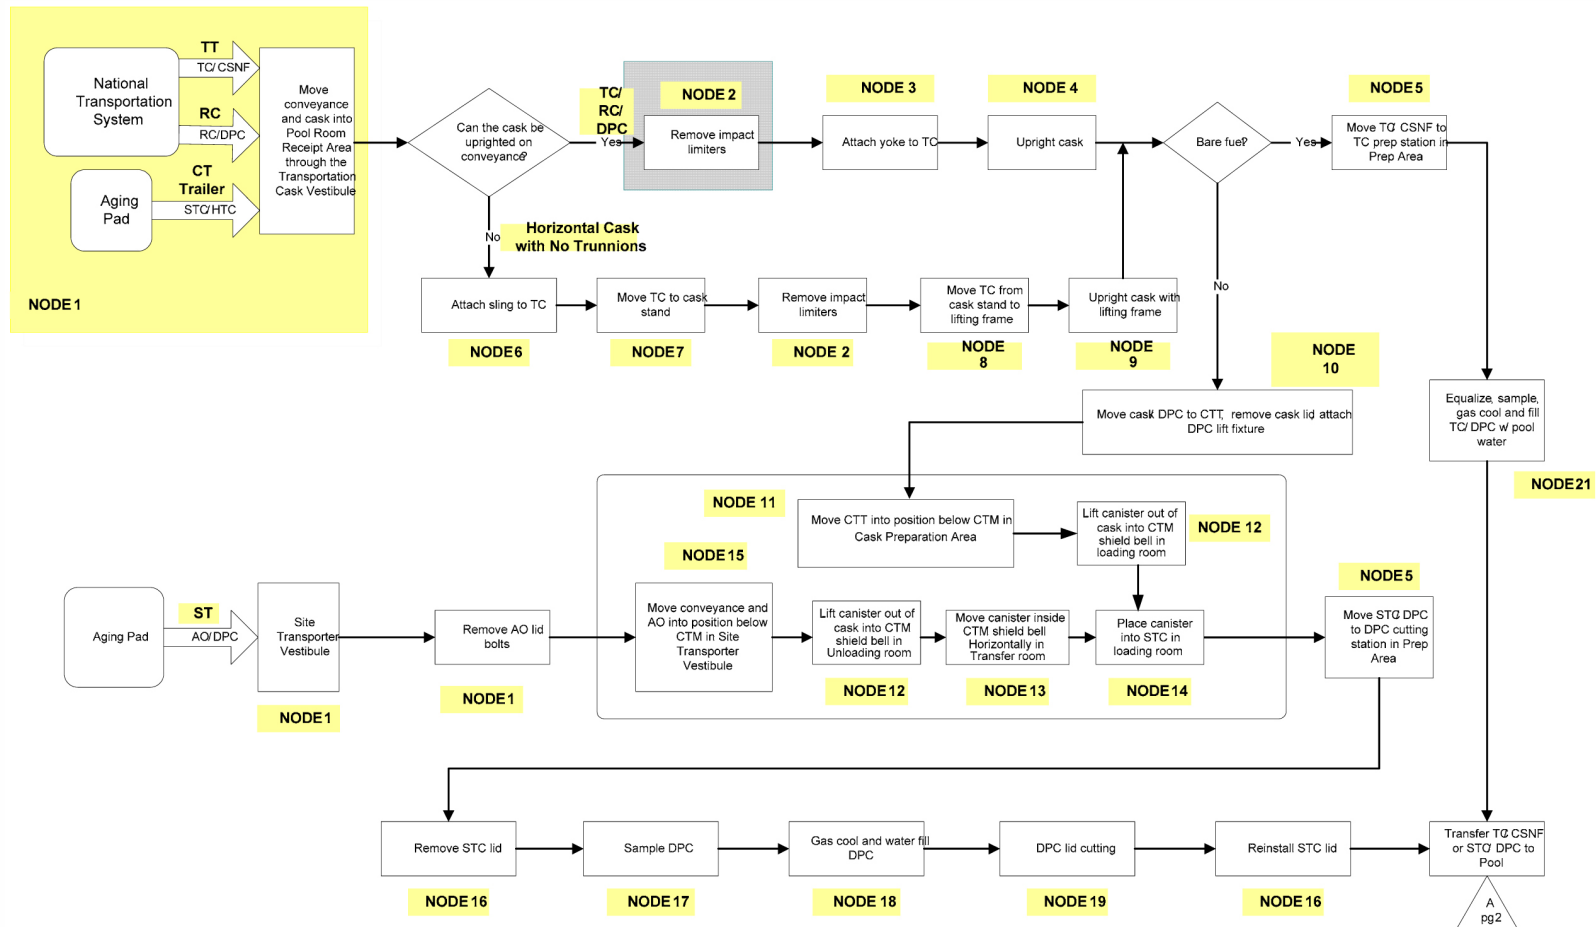 TT
TC/ CSNF
National
Transportation
System
RC
RC/DPC
CT
Trailer
STC/HTC
Aging
Pad
Move
conveyance
and cask into
Pool Room
Receipt Area
through the
Transportation
Cask Vestibule
NODE 1
Can the cask be
uprighted on
conveyance?
TC/
RC/
DPC
Yes
No
Horizontal Cask
with No Trunnions
NODE 2
Remove impact
limiters
NODE 3
Attach yoke to TC
NODE 4
Upright cask
Bare fuel?
Yes
No
NODE 5
Move TC/ CSNF to
TC prep station in
Prep Area
Attach sling to TC
NODE 6
Move TC to cask
stand
NODE 7
Remove impact
limiters
NODE 2
Move TC from
cask stand to
lifting frame
NODE
8
Upright cask with
lifting frame
NODE
9
NODE
10
Move cask/ DPC to CTT, remove cask lid, attach
DPC lift fixture
Equalize, sample,
gas cool and fill
TC/ DPC w/ pool
water
NODE 21
NODE 11
Move CTT into position below CTM in
Cask Preparation Area
Lift canister out of
cask into CTM
shield bell in
loading room
NODE 12
Aging Pad
ST
AO/DPC
Site
Transporter
Vestibule
NODE 1
Remove AO lid
bolts
NODE 1
NODE 15
Move conveyance and
AO into position below
CTM in Site
Transporter
Vestibule
Lift canister out of
cask into CTM
shield bell in
Unloading room
NODE 12
Move canister inside
CTM shield bell
Horizontally in
Transfer room
NODE 13
Place canister
into STC in
loading room
NODE 14
NODE 5
Move STC/ DPC
to DPC cutting
station in Prep
Area
Remove STC lid
NODE 16
Sample DPC
NODE 17
Gas cool and water fill
DPC
NODE 18
DPC lid cutting
NODE 19
Reinstall STC lid
NODE 16
Transfer TC/ CSNF
or STC/ DPC to
Pool
A
pg2